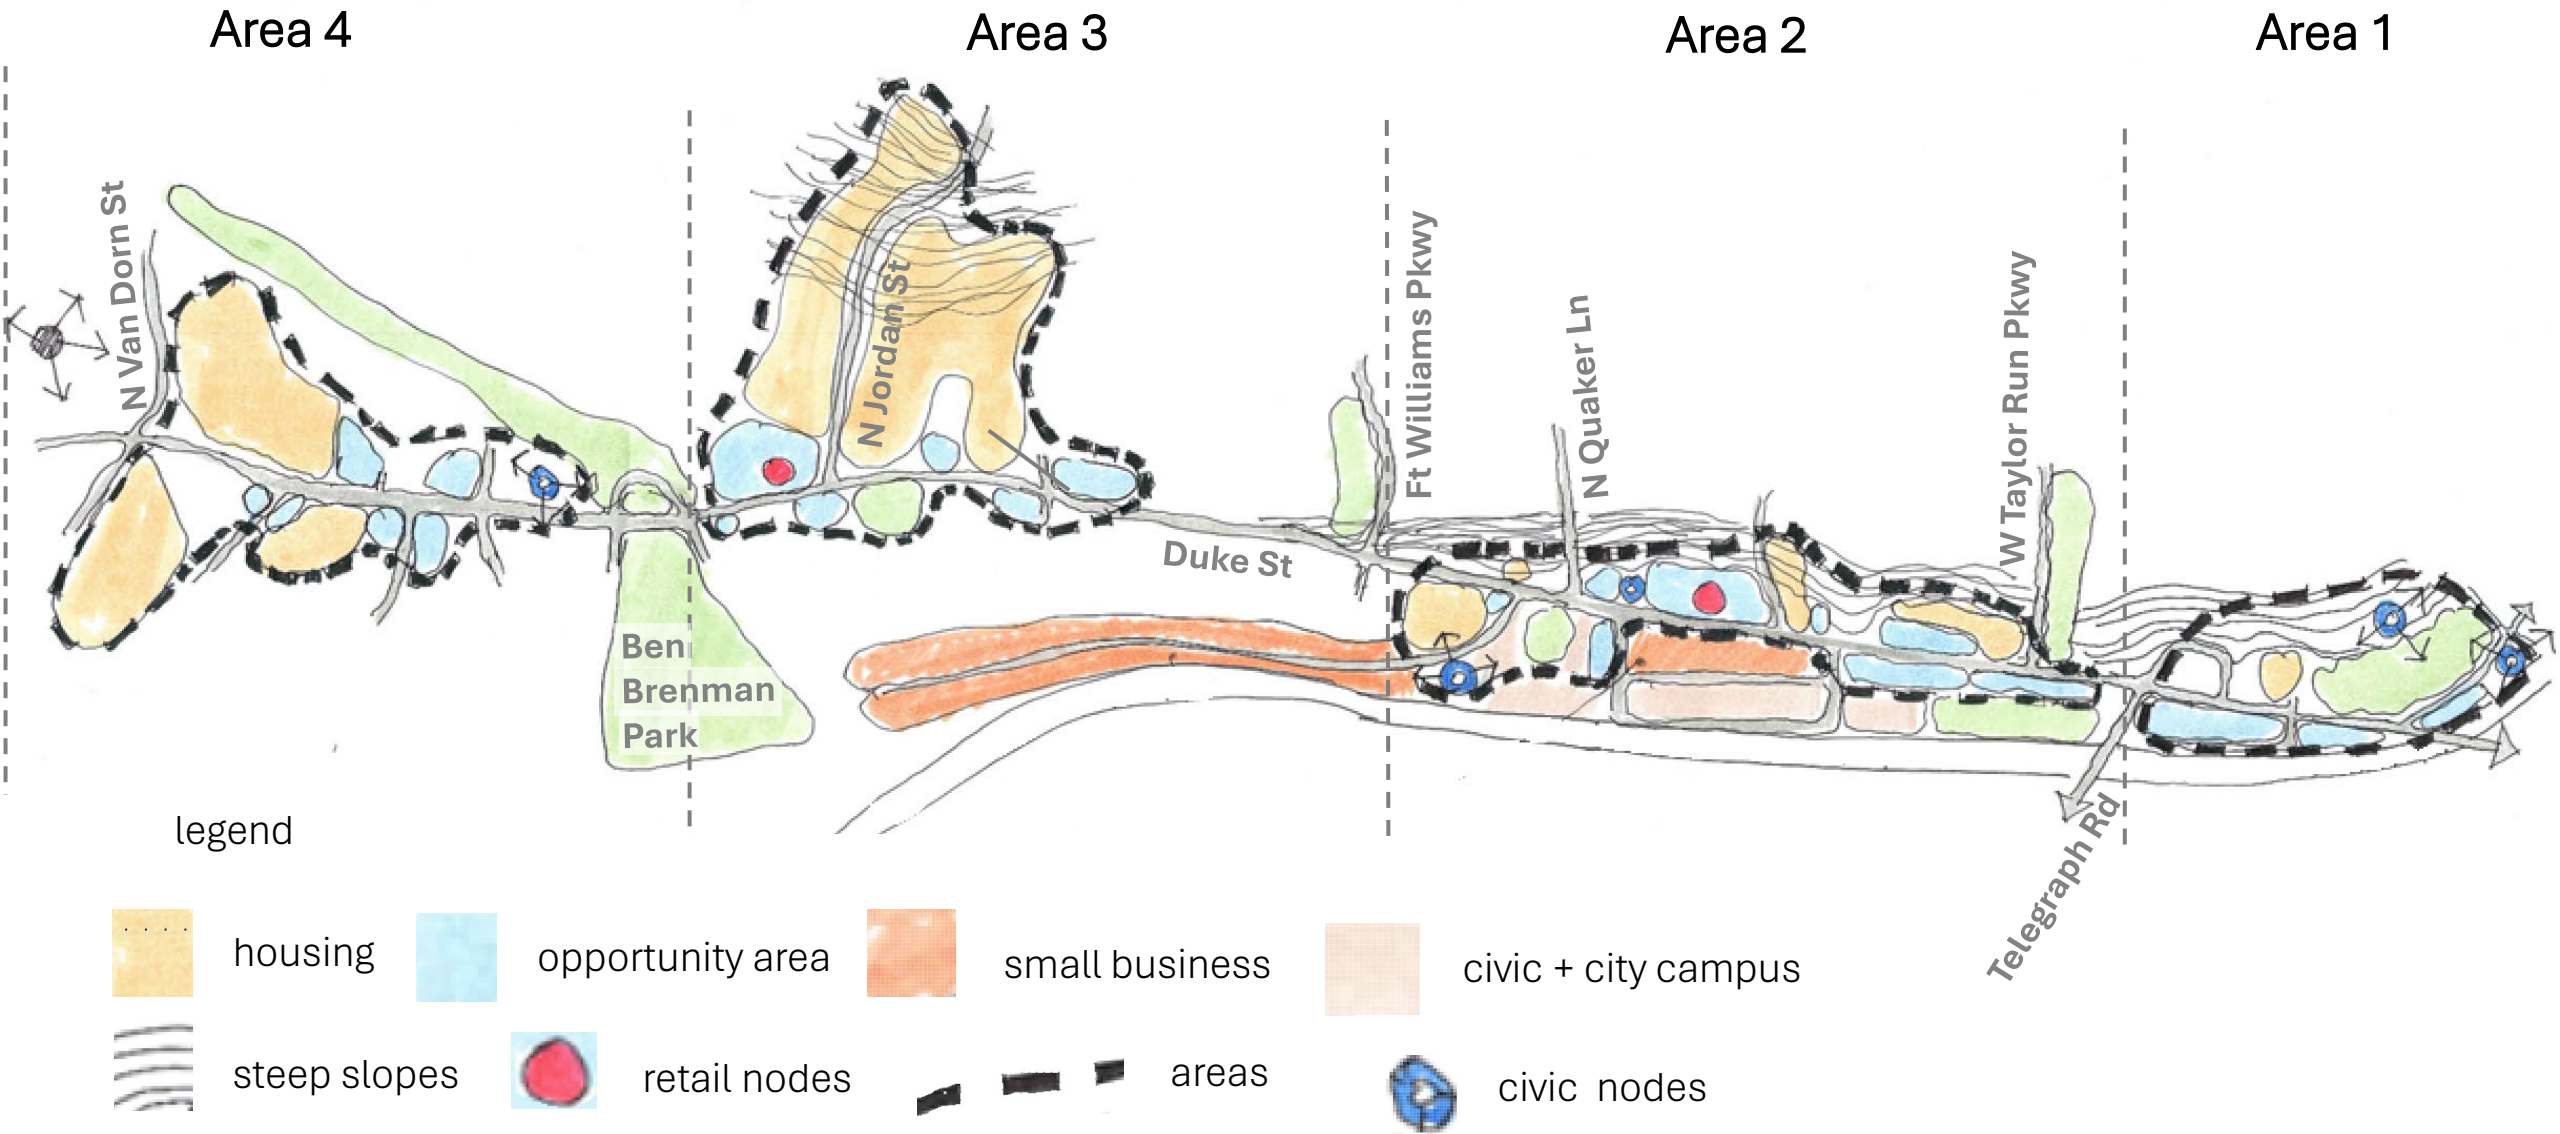 Area 4
Area 3
Area 2
Area 1
N Van Dorn St
N Jordan St
Ft Williams Pkwy
N Quaker Ln
W Taylor Run Pkwy
Duke St
Ben
Brenman
Park
Telegraph Rd
legend
housing
opportunity area
small business
civic + city campus
steep slopes
retail nodes
areas
civic nodes